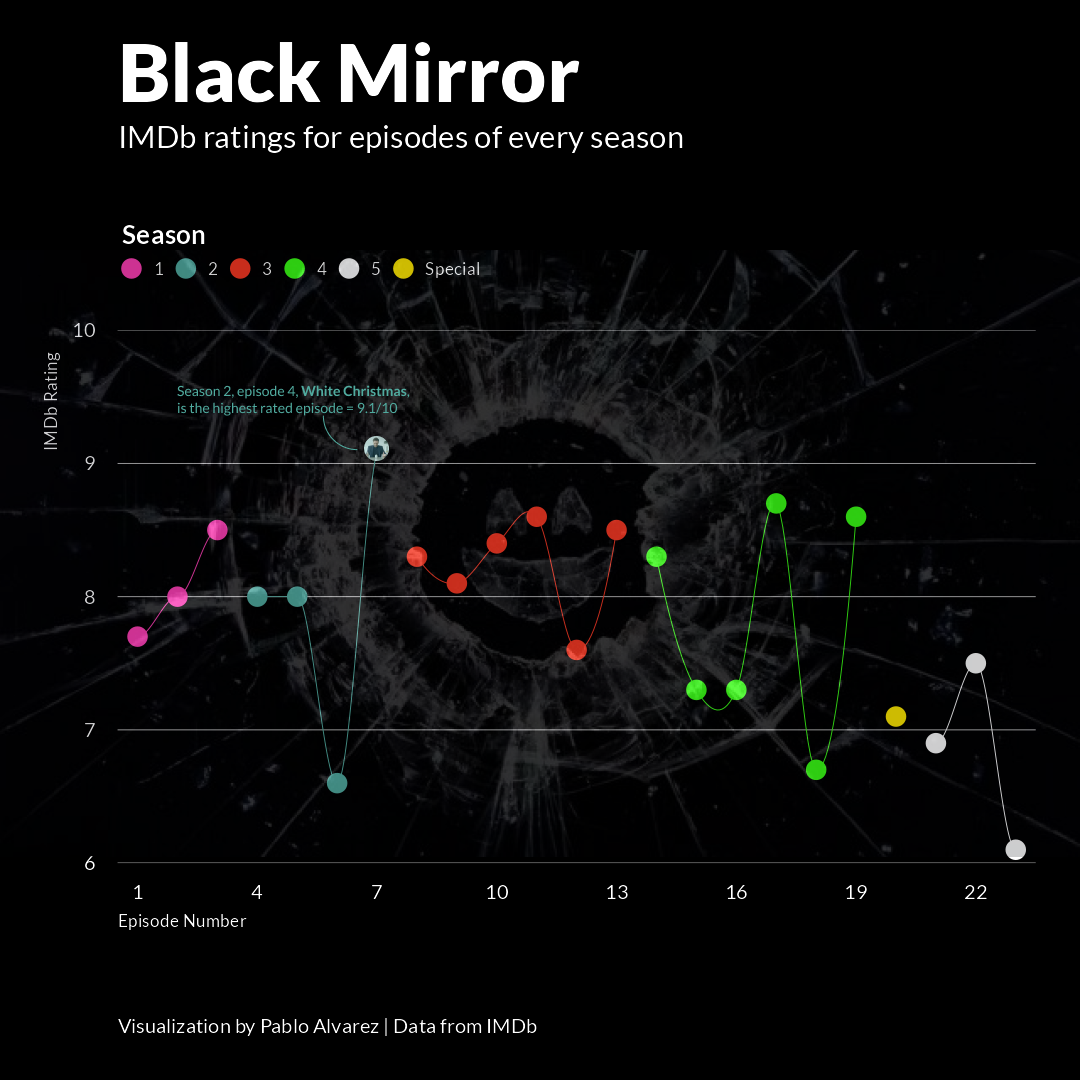 Black Mirror
IMDb ratings for episodes of every season
Season
1 2 3 4 5 Special
10
IMDb Rating
Season 2, episode 4, White Christmas,
is the highest rated episode = 9.1/10
9
8
7
6
1 4 7 10 13 16 19 22
Episode Number
Visualization by Pablo Alvarez | Data from IMDb